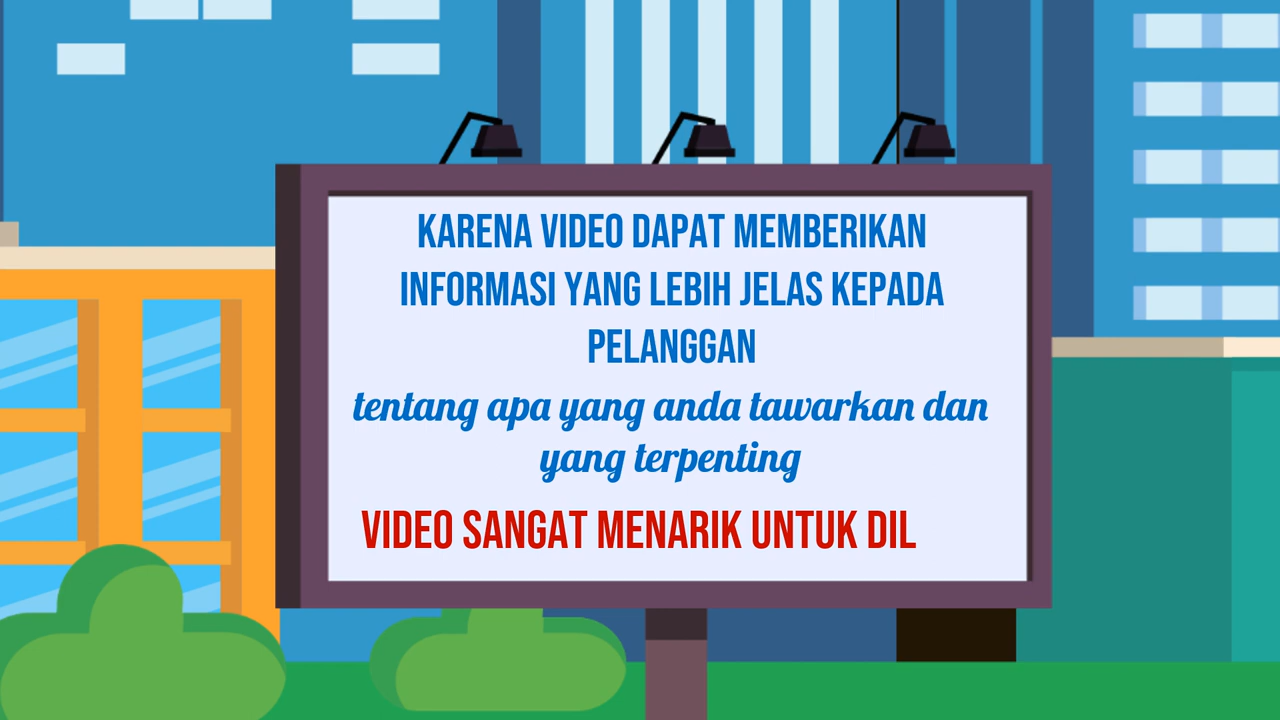 KARENA VIDEO DAPAT MEMBERIKAN
INFORMASI YANG LEBIH JELAS KEPADA
PELANGGAN
tentang apa yang anda tawarkan dan
yang terpenting
VIDEO SANGAT MENARIK UNTUK DIL